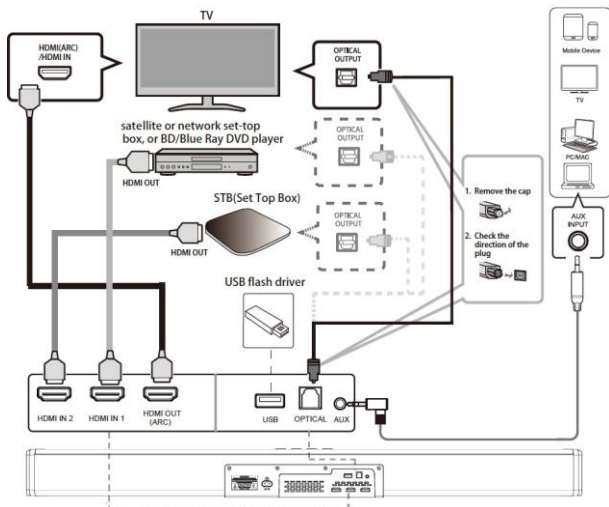 TV
HDMI(ARC)
/HDMI IN
OPTICAL
OUTPUT
Mobile Device
TV
PC/MAC
AUX
INPUT
satellite or network set-top
box, or BD/Blue Ray DVD player
HDMI OUT
OPTICAL
OUTPUT
STB(Set Top Box)
HDMI OUT
OPTICAL
OUTPUT
1. Remove the cap
2. Check the
direction of the
plug
USB flash driver
HDMI IN 2
HDMI IN 1
HDMI OUT
(ARC)
USB
OPTICAL
AUX